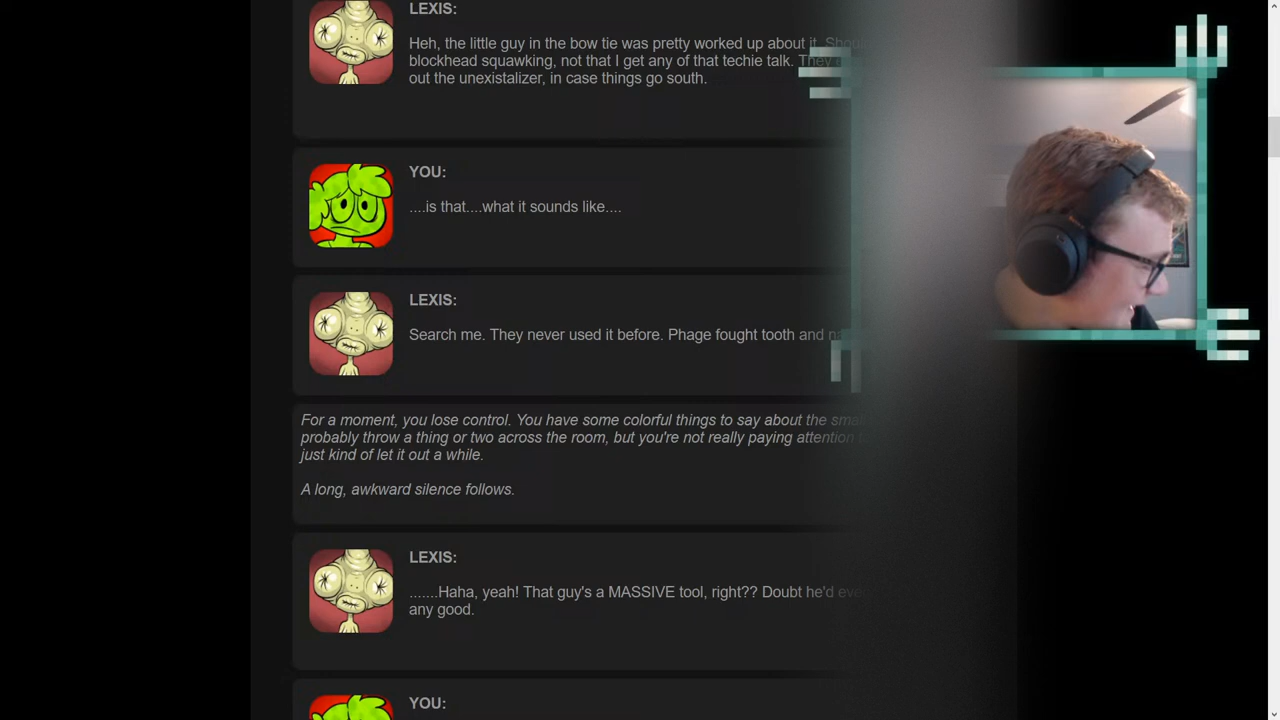 LEXIS:
Heh, the little guy in the bow tie was pretty worked up about it. Shoul
blockhead squawking, not that I get any of that techie talk. They
out the unexistalizer, in case things go south.
YOU:
....is that....what it sounds like....
LEXIS:
Search me. They never used it before. Phage fought tooth and
For a moment, you lose control. You have some colorful things to say about the
probably throw a thing or two across the room, but you're not really paying attention
just kind of let it out a while.
A long, awkward silence follows.
LEXIS:
.......Haha, yeah! That guy's a MASSIVE tool, right?? Doubt he'd eve
any good.
YOU: